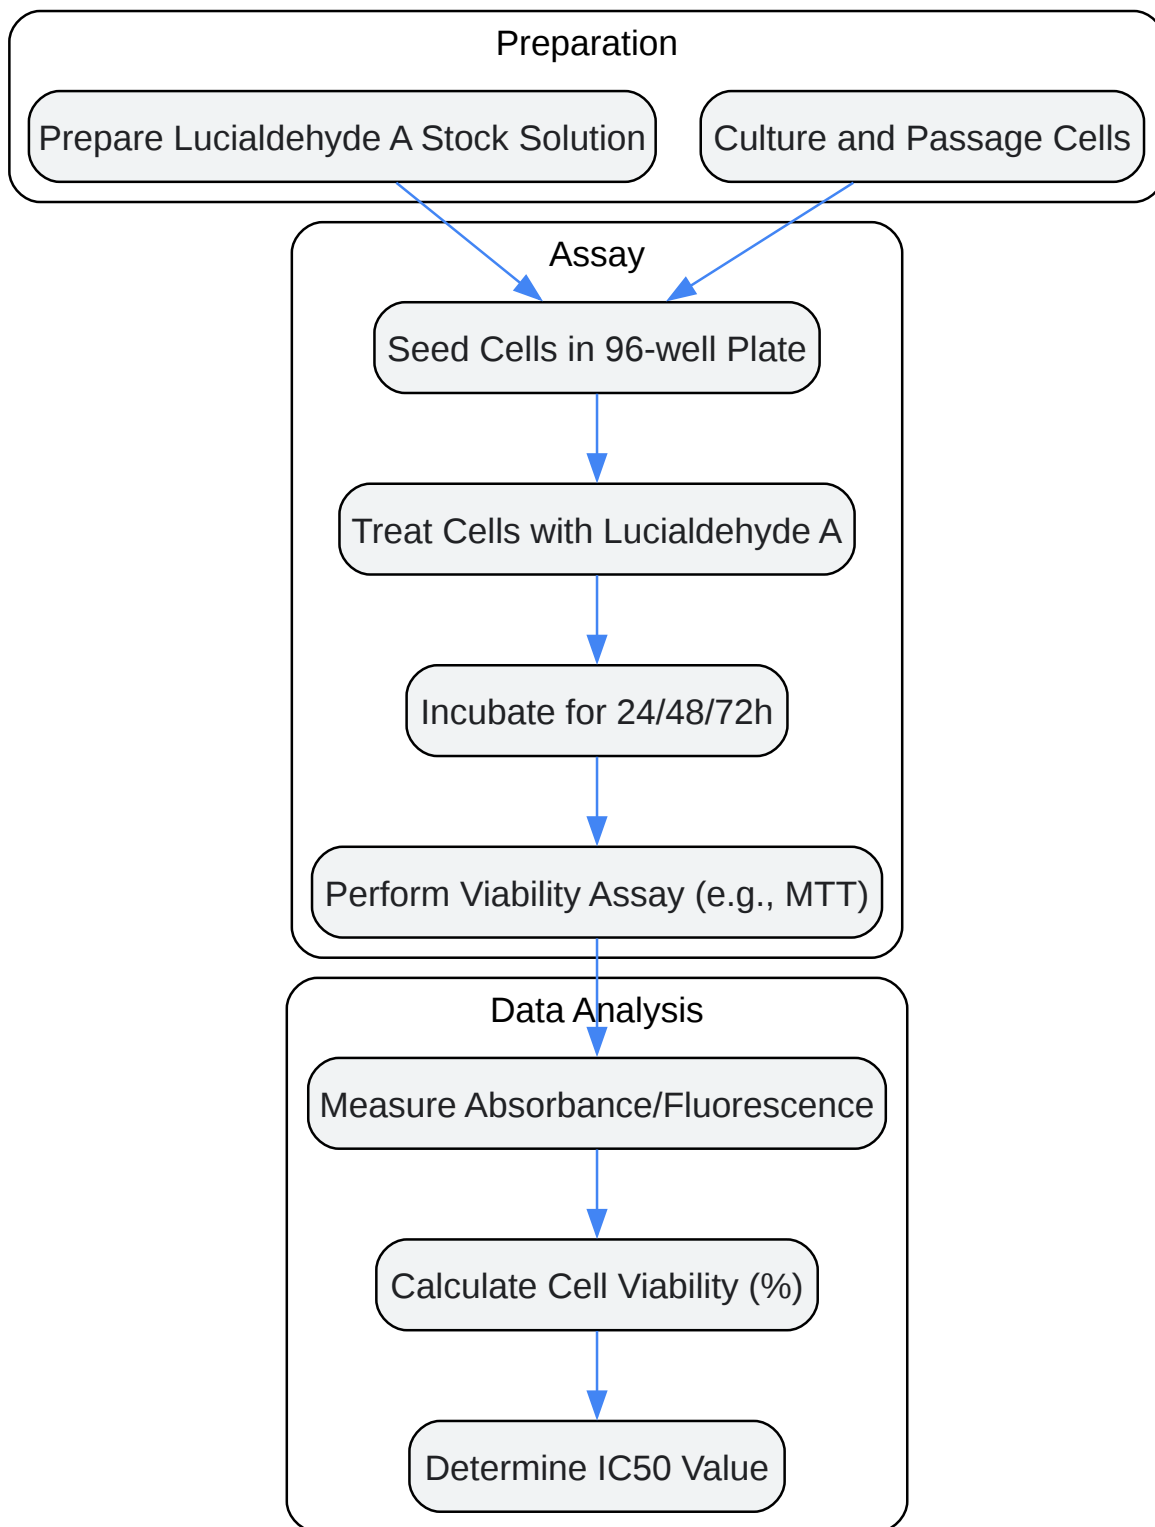 Preparation
Prepare Lucialdehyde A Stock Solution
Culture and Passage Cells
Assay
Seed Cells in 96-well Plate
Treat Cells with Lucialdehyde A
Incubate for 24/48/72h
Perform Viability Assay (e.g., MTT)
Data Analysis
Measure Absorbance/Fluorescence
Calculate Cell Viability (%)
Determine IC50 Value